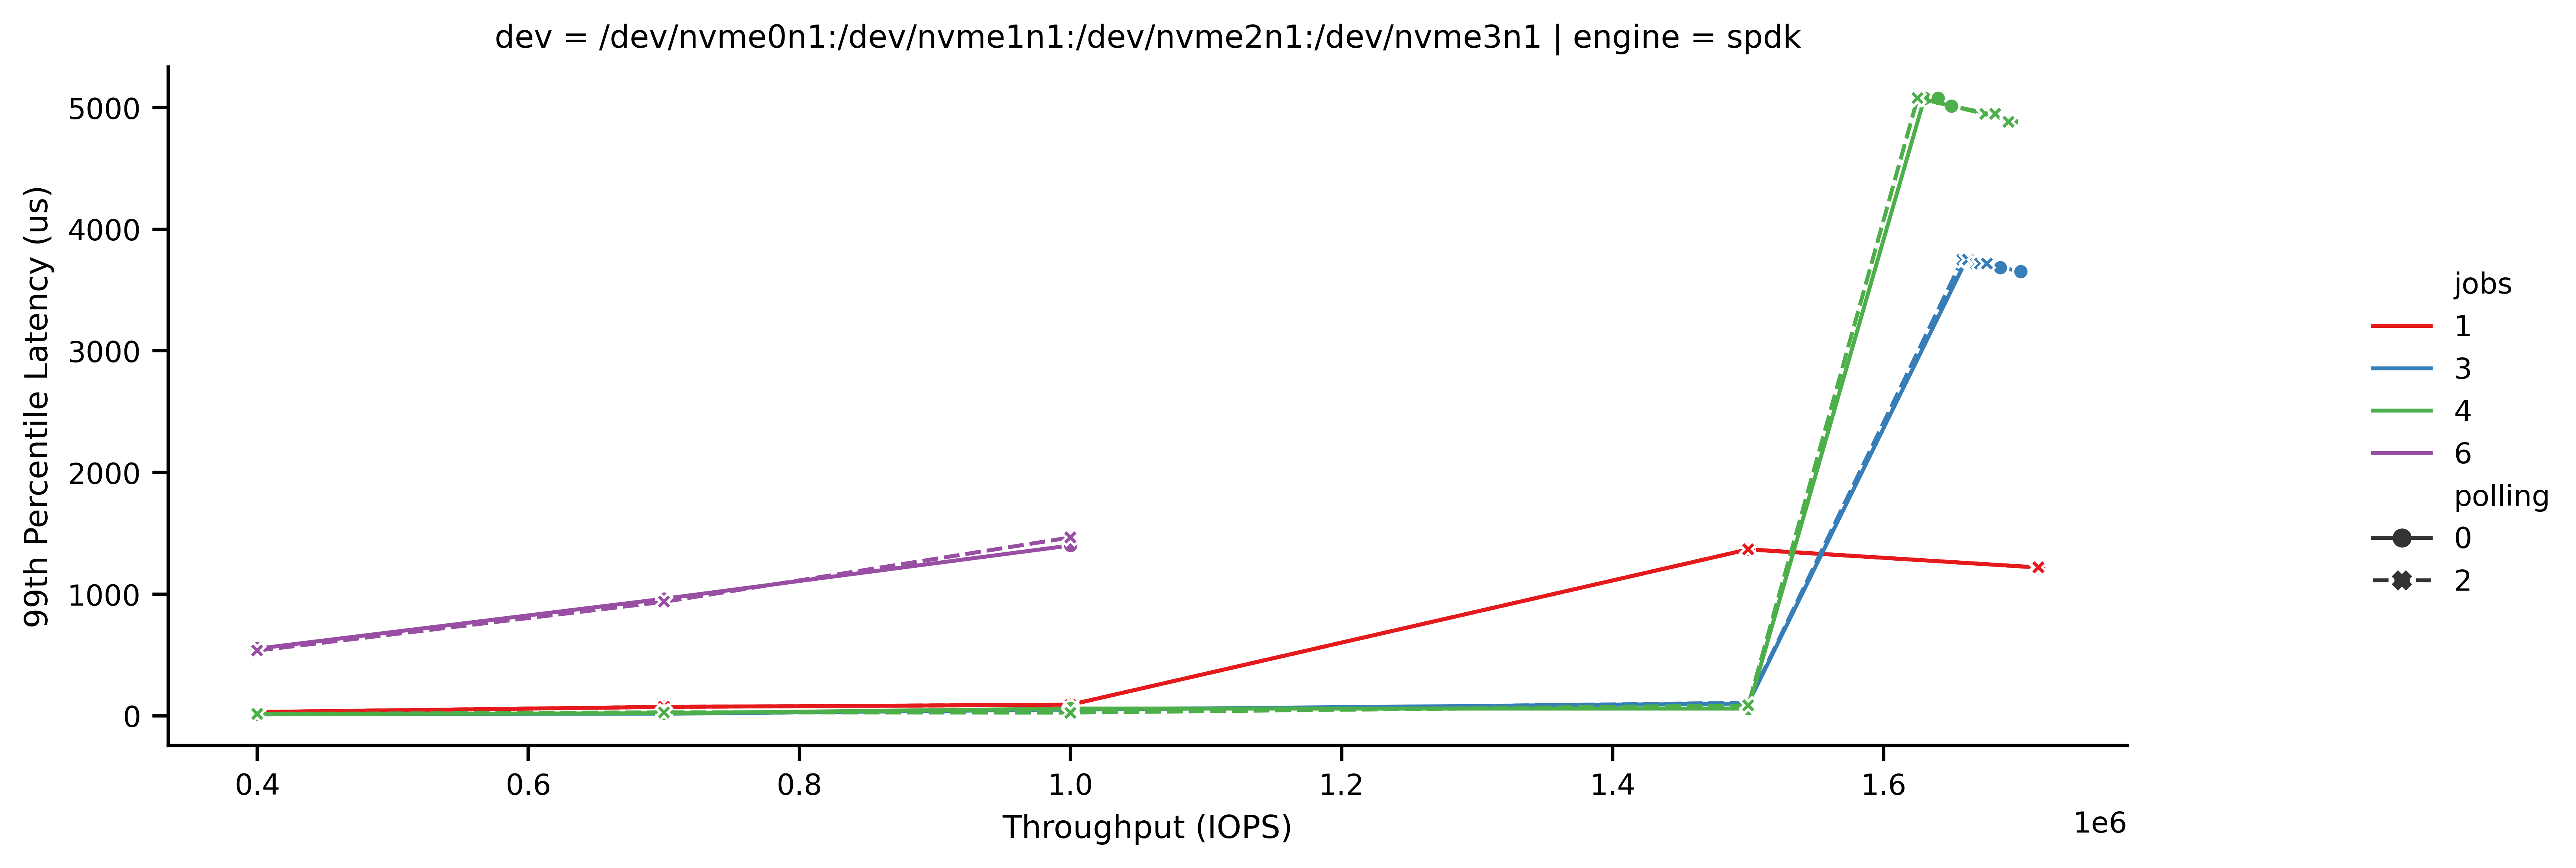 dev = /dev/nvme0n1:/dev/nvme1n1:/dev/nvme2n1:/dev/nvme3n1 | engine = spdk
99th Percentile Latency (us)
5000
4000
3000
2000
1000
0
0.4 0.6 0.8 1.0 1.2 1.4 1.6
1e6
Throughput (IOPS)
jobs
1
3
4
6
polling
0
2